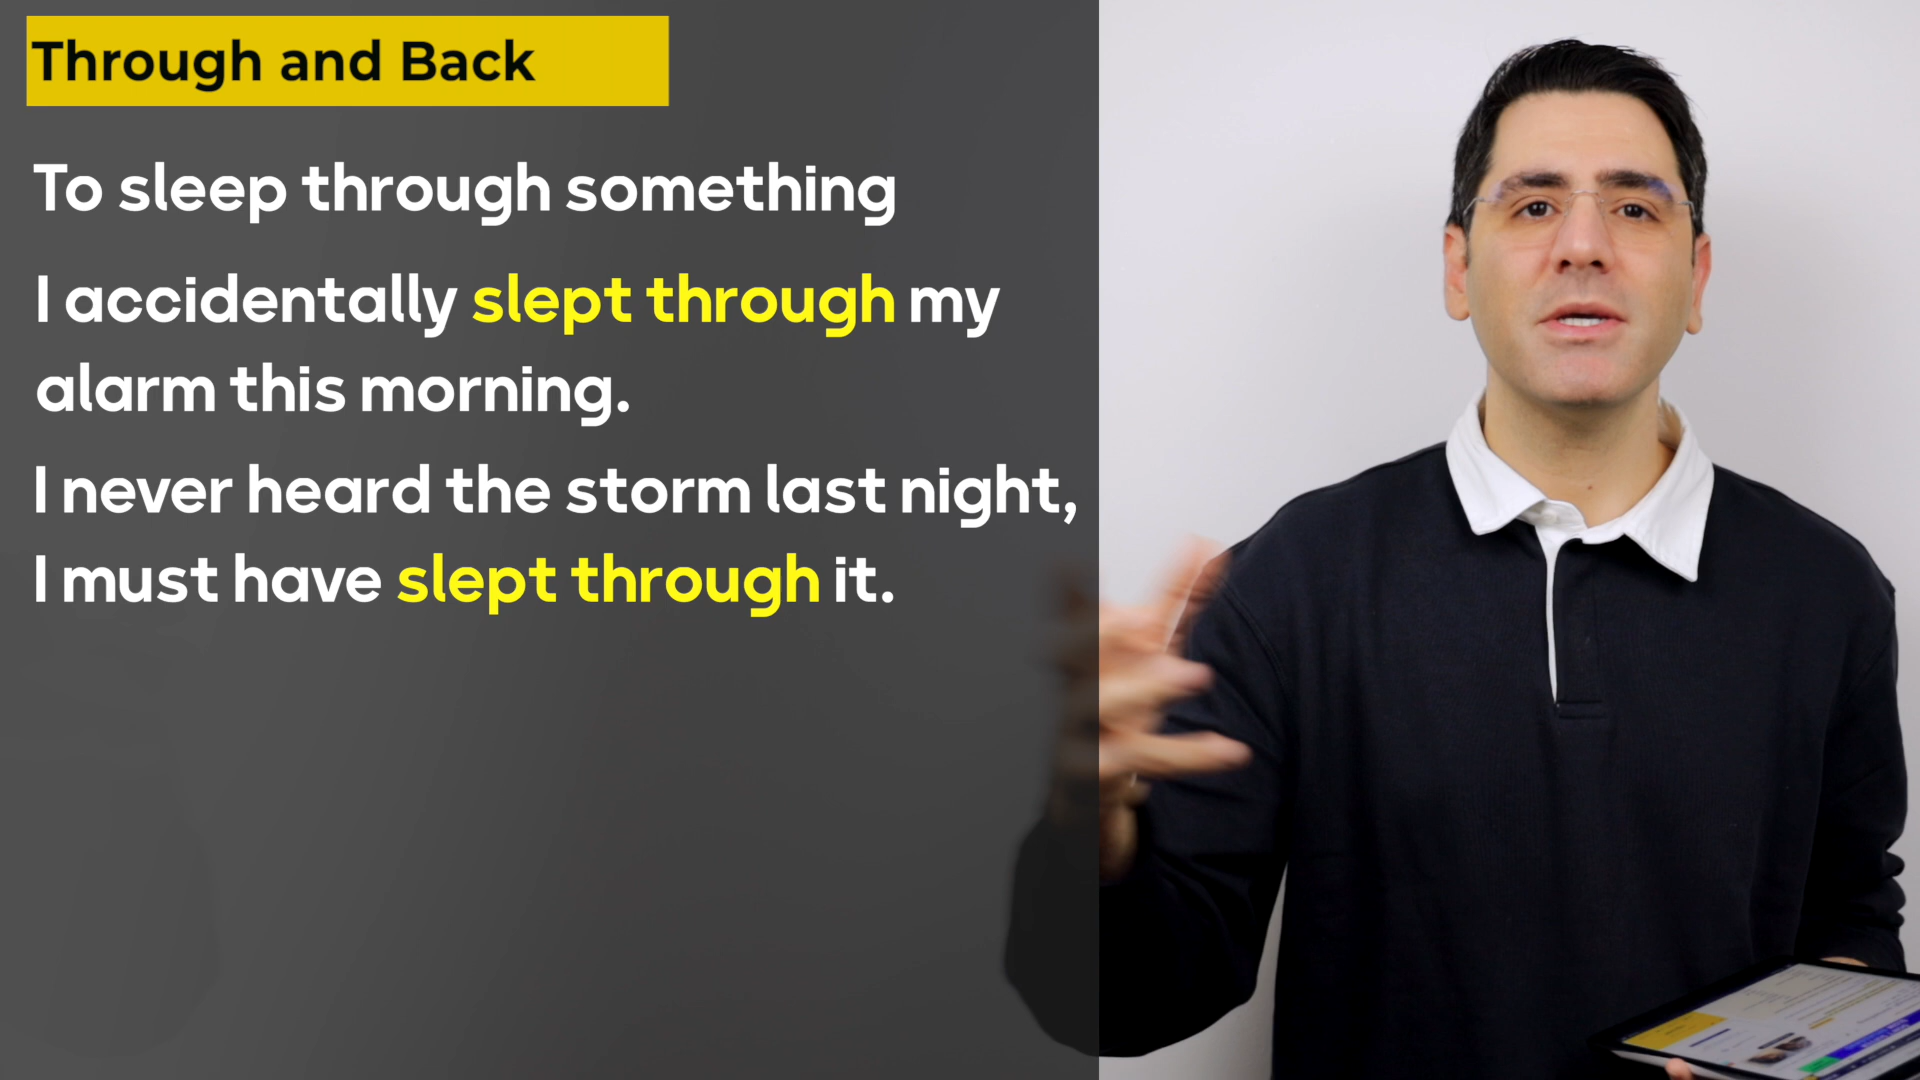 Through and Back
To sleep through something
I accidentally slept through my
alarm this morning.
I never heard the storm last night,
I must have slept through it.